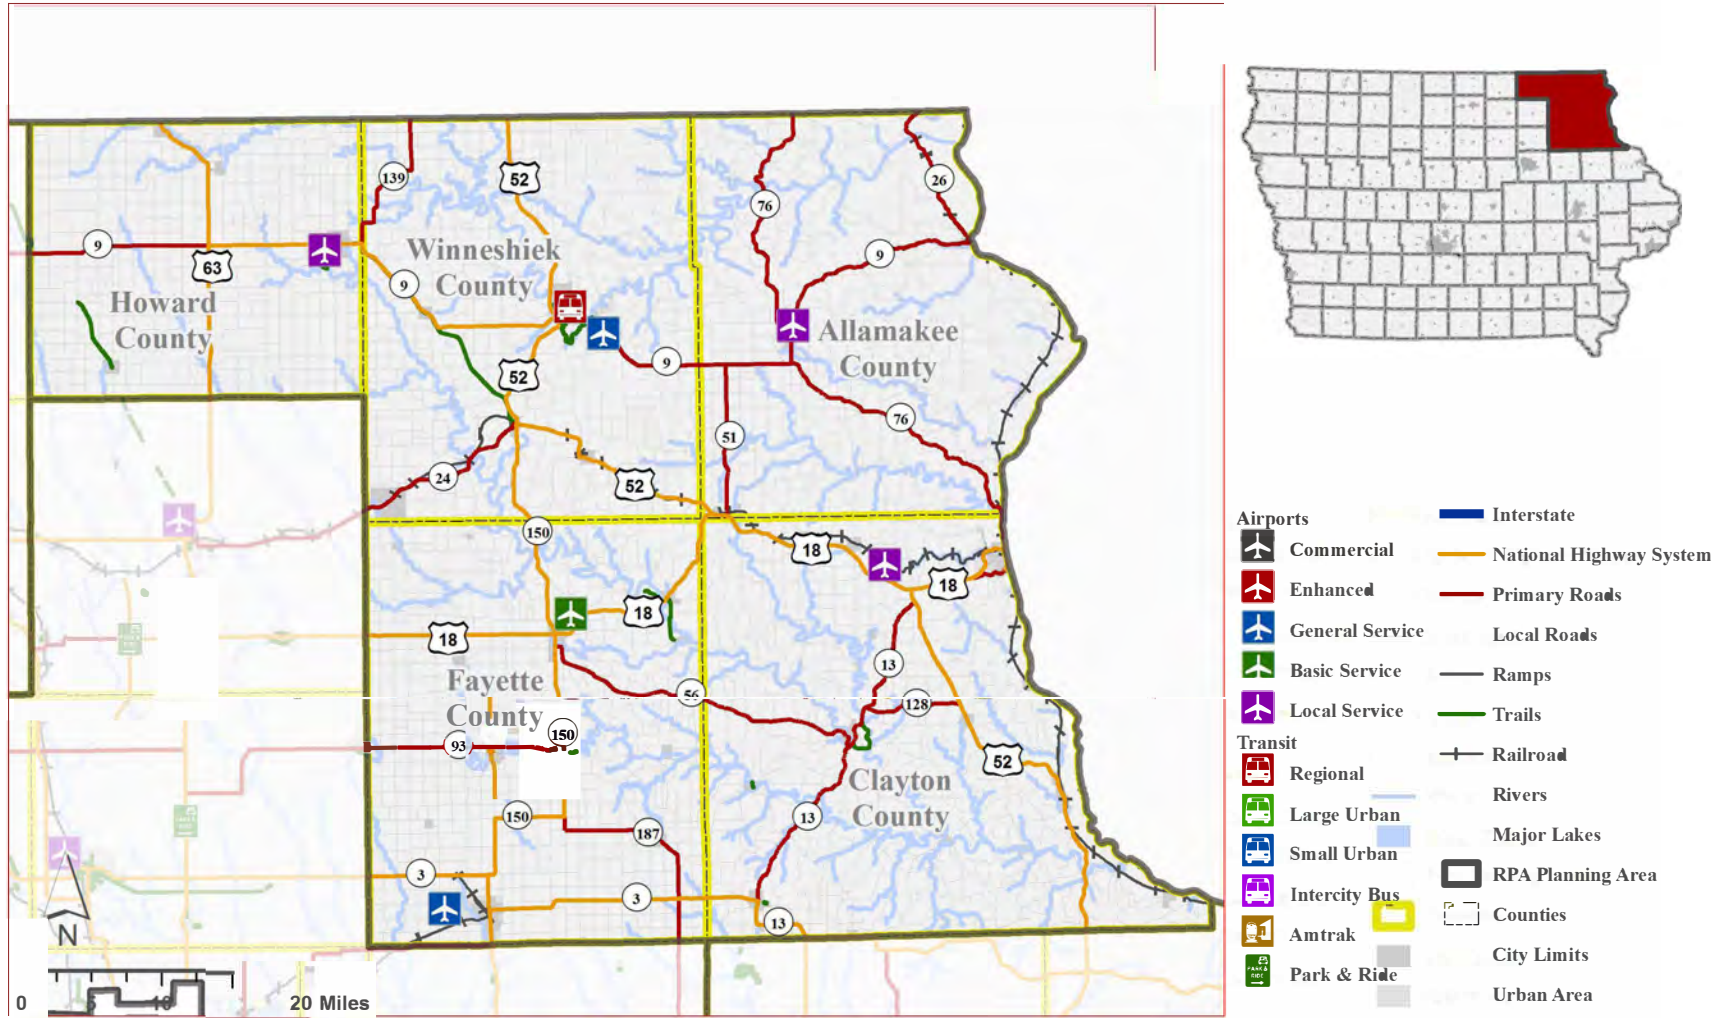 139
52
76
26
9
63
Winneshiek
County
9
9
Howard
County
Allamakee
County
52
9
76
51
24
52
150
18
18
18
18
Fayette
County
13
56
128
93
150
52
Clayton
County
150
187
13
3
3
13
N
0
5
10
20 Miles
Airports
Commercial
Enhanced
General Service
Basic Service
Local Service
Transit
Regional
Large Urban
Small Urban
Intercity Bus
Amtrak
PARK &
RIDE
Park & Ride
Interstate
National Highway System
Primary Roads
Local Roads
Ramps
Trails
Railroad
Rivers
Major Lakes
RPA Planning Area
Counties
City Limits
Urban Area